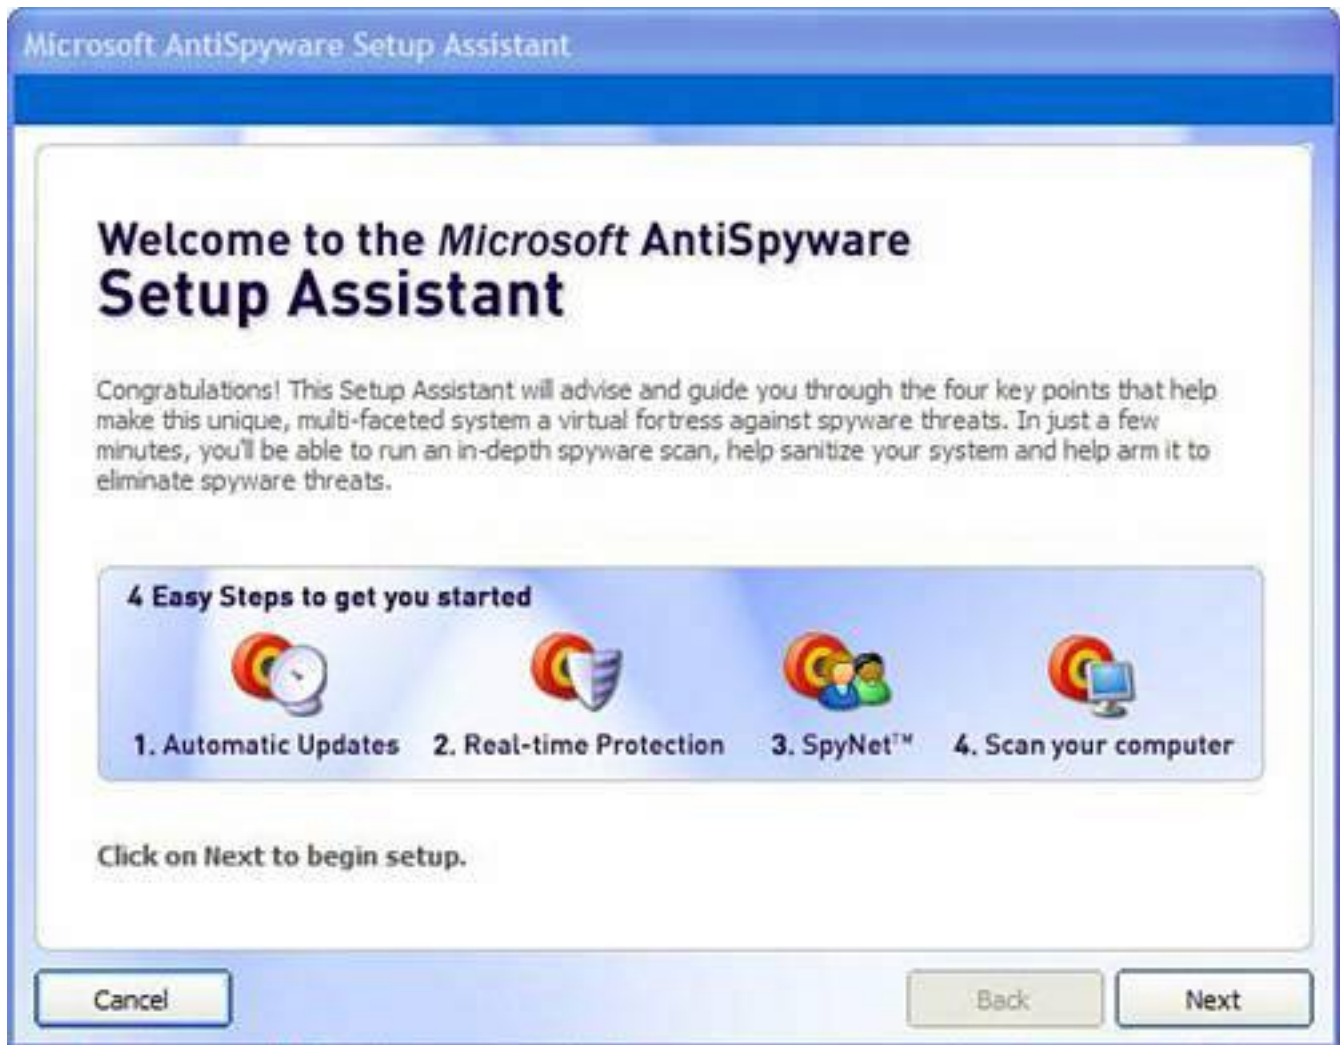 Microsoft AntiSpyware Setup Assistant
Welcome to the Microsoft AntiSpyware
Setup Assistant
Congratulations! This Setup Assistant will advise and guide you through the four key points that help
make this unique, multi-faceted system a virtual fortress against spyware threats. In just a few
minutes, you'll be able to run an in-depth spyware scan, help sanitize your system and help arm it to
eliminate spyware threats.
4 Easy Steps to get you started
1. Automatic Updates 2. Real-time Protection 3. SpyNet™ 4. Scan your computer
Click on Next to begin setup.
Cancel Back Next